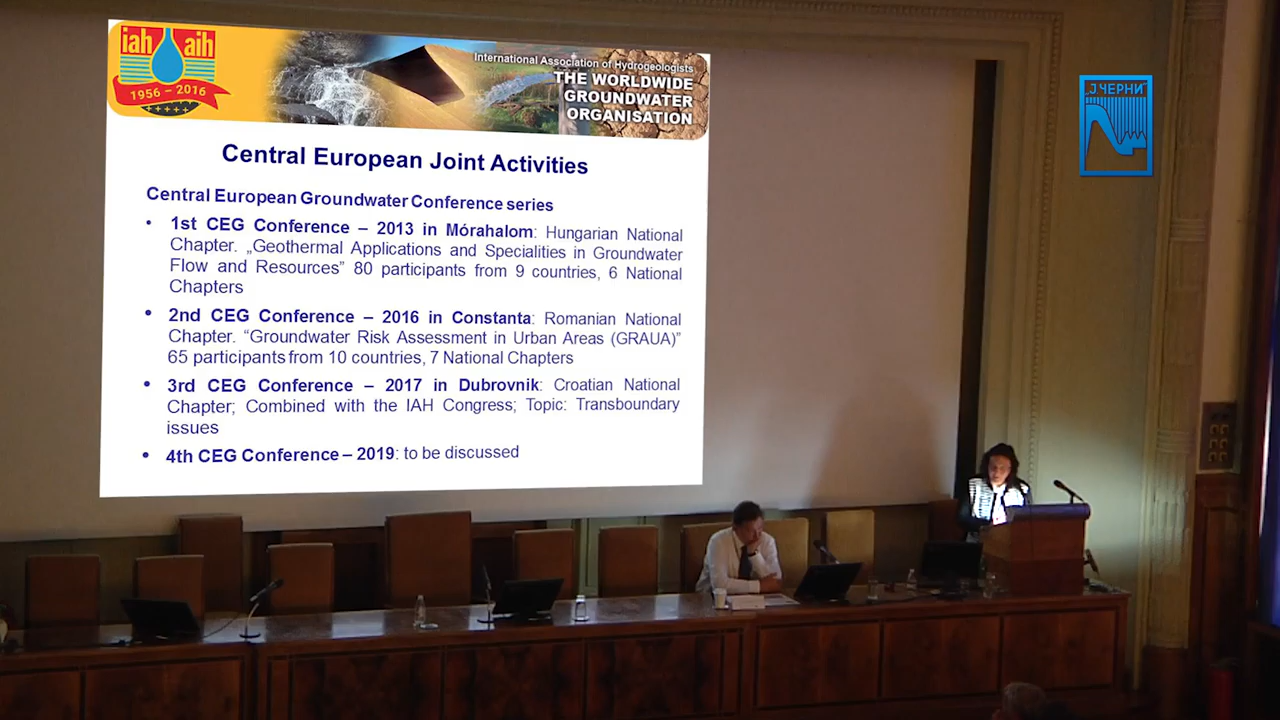 iah aih
1956 – 2016
International Association of Hydrogeologists
THE WORLDWIDE
GROUNDWATER
ORGANISATION
Ј ЧЕРНИ
Central European Joint Activities
Central European Groundwater Conference series
• 1st CEG Conference – 2013 in Mórahalom: Hungarian National
Chapter. „Geothermal Applications and Specialities in Groundwater
Flow and Resources” 80 participants from 9 countries, 6 National
Chapters
• 2nd CEG Conference – 2016 in Constanta: Romanian National
Chapter. “Groundwater Risk Assessment in Urban Areas (GRAUA)”
65 participants from 10 countries, 7 National Chapters
• 3rd CEG Conference – 2017 in Dubrovnik: Croatian National
Chapter; Combined with the IAH Congress; Topic: Transboundary
issues
• 4th CEG Conference – 2019: to be discussed